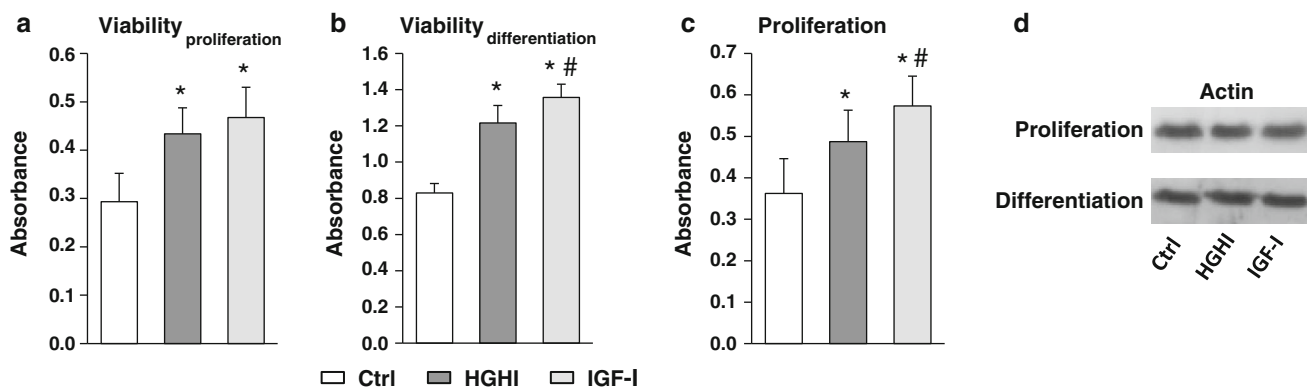 a Viability proliferation
Absorbance
0.6
0.5
0.4
0.3
0.2
0.1
0.0
*
*
b Viability differentiation
Absorbance
1.6
1.4
1.2
1.0
0.8
0.6
0.4
0.2
0.0
*
* #
c Proliferation
Absorbance
0.7
0.6
0.5
0.4
0.3
0.2
0.1
0.0
*
* #
d
Actin
Proliferation
Differentiation
Ctrl
HGHI
IGF-I
Ctrl HGHI IGF-I